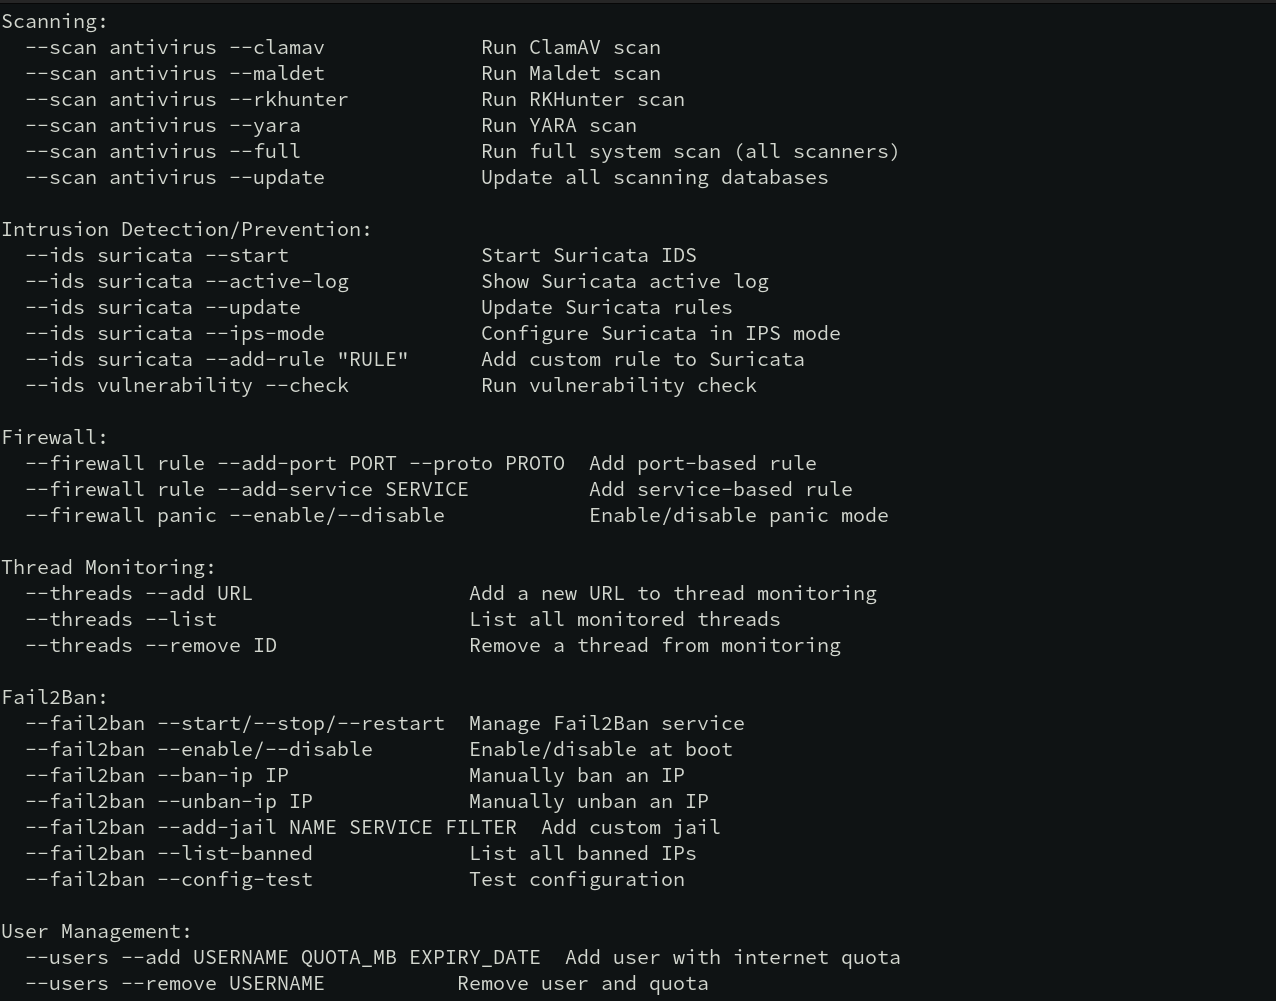 Scanning:
  --scan antivirus --clamav             Run ClamAV scan
  --scan antivirus --maldet             Run Maldet scan
  --scan antivirus --rkhunter           Run RKHunter scan
  --scan antivirus --yara               Run YARA scan
  --scan antivirus --full               Run full system scan (all scanners)
  --scan antivirus --update             Update all scanning databases

Intrusion Detection/Prevention:
  --ids suricata --start                Start Suricata IDS
  --ids suricata --active-log           Show Suricata active log
  --ids suricata --update               Update Suricata rules
  --ids suricata --ips-mode             Configure Suricata in IPS mode
  --ids suricata --add-rule "RULE"      Add custom rule to Suricata
  --ids vulnerability --check           Run vulnerability check

Firewall:
  --firewall rule --add-port PORT --proto PROTO  Add port-based rule
  --firewall rule --add-service SERVICE          Add service-based rule
  --firewall panic --enable/--disable            Enable/disable panic mode

Thread Monitoring:
  --threads --add URL                  Add a new URL to thread monitoring
  --threads --list                     List all monitored threads
  --threads --remove ID                Remove a thread from monitoring

Fail2Ban:
  --fail2ban --start/--stop/--restart  Manage Fail2Ban service
  --fail2ban --enable/--disable        Enable/disable at boot
  --fail2ban --ban-ip IP               Manually ban an IP
  --fail2ban --unban-ip IP             Manually unban an IP
  --fail2ban --add-jail NAME SERVICE FILTER  Add custom jail
  --fail2ban --list-banned             List all banned IPs
  --fail2ban --config-test             Test configuration

User Management:
  --users --add USERNAME QUOTA_MB EXPIRY_DATE  Add user with internet quota
  --users --remove USERNAME           Remove user and quota